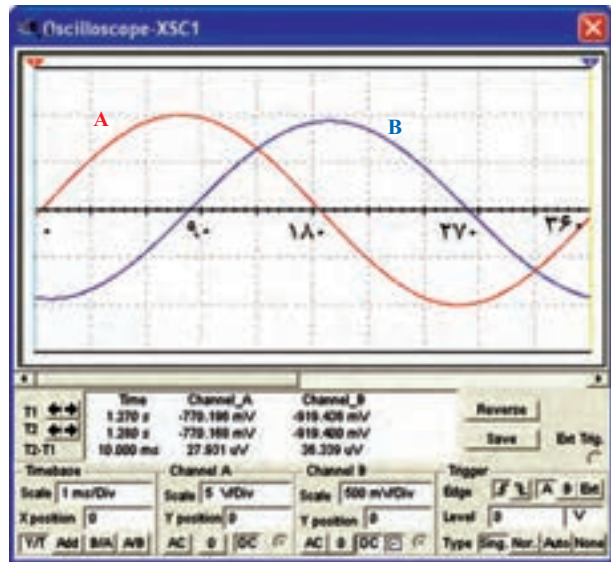 Oscilloscope-XSC1
A
B
۰ ۹۰ ۱۸۰ ۲۷۰ ۳۶۰
Time Channel_A Channel_B
T1 1.270 s -770.196 mV -919.436 mV
T2 1.280 s -770.168 mV -919.400 mV
T2-T1 10.000 ms 27.931 uV 36.339 uV
Reverse
Save
Ext Trig.
Timebase Channel A Channel B Trigger
Scale 1 ms/Div Scale 5 V/Div Scale 500 mV/Div Edge A B Ext
X position 0 Y position 0 Y position 0 Level 0 V
Y/T Add B/A A/B AC 0 DC AC 0 DC - Type Sing. Nor. Auto None